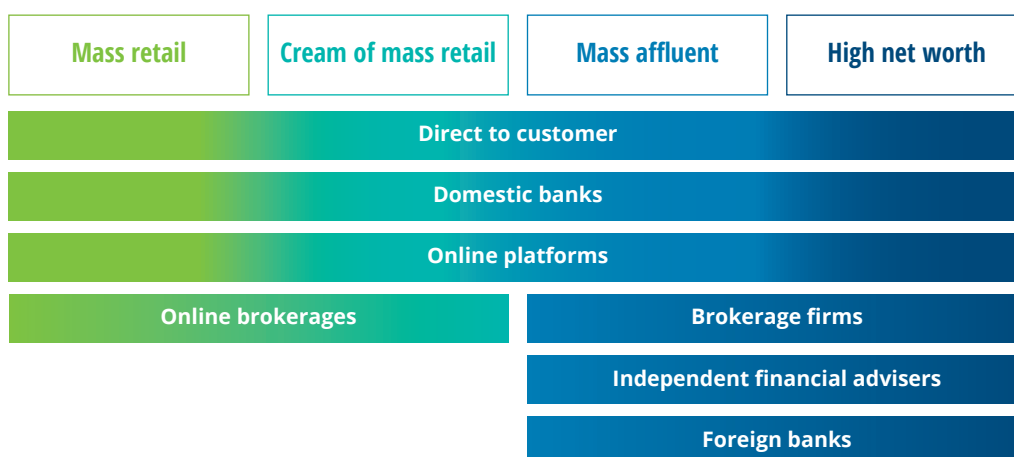 Mass retail
Cream of mass retail
Mass affluent
High net worth
Direct to customer
Domestic banks
Online platforms
Online brokerages
Brokerage firms
Independent financial advisers
Foreign banks